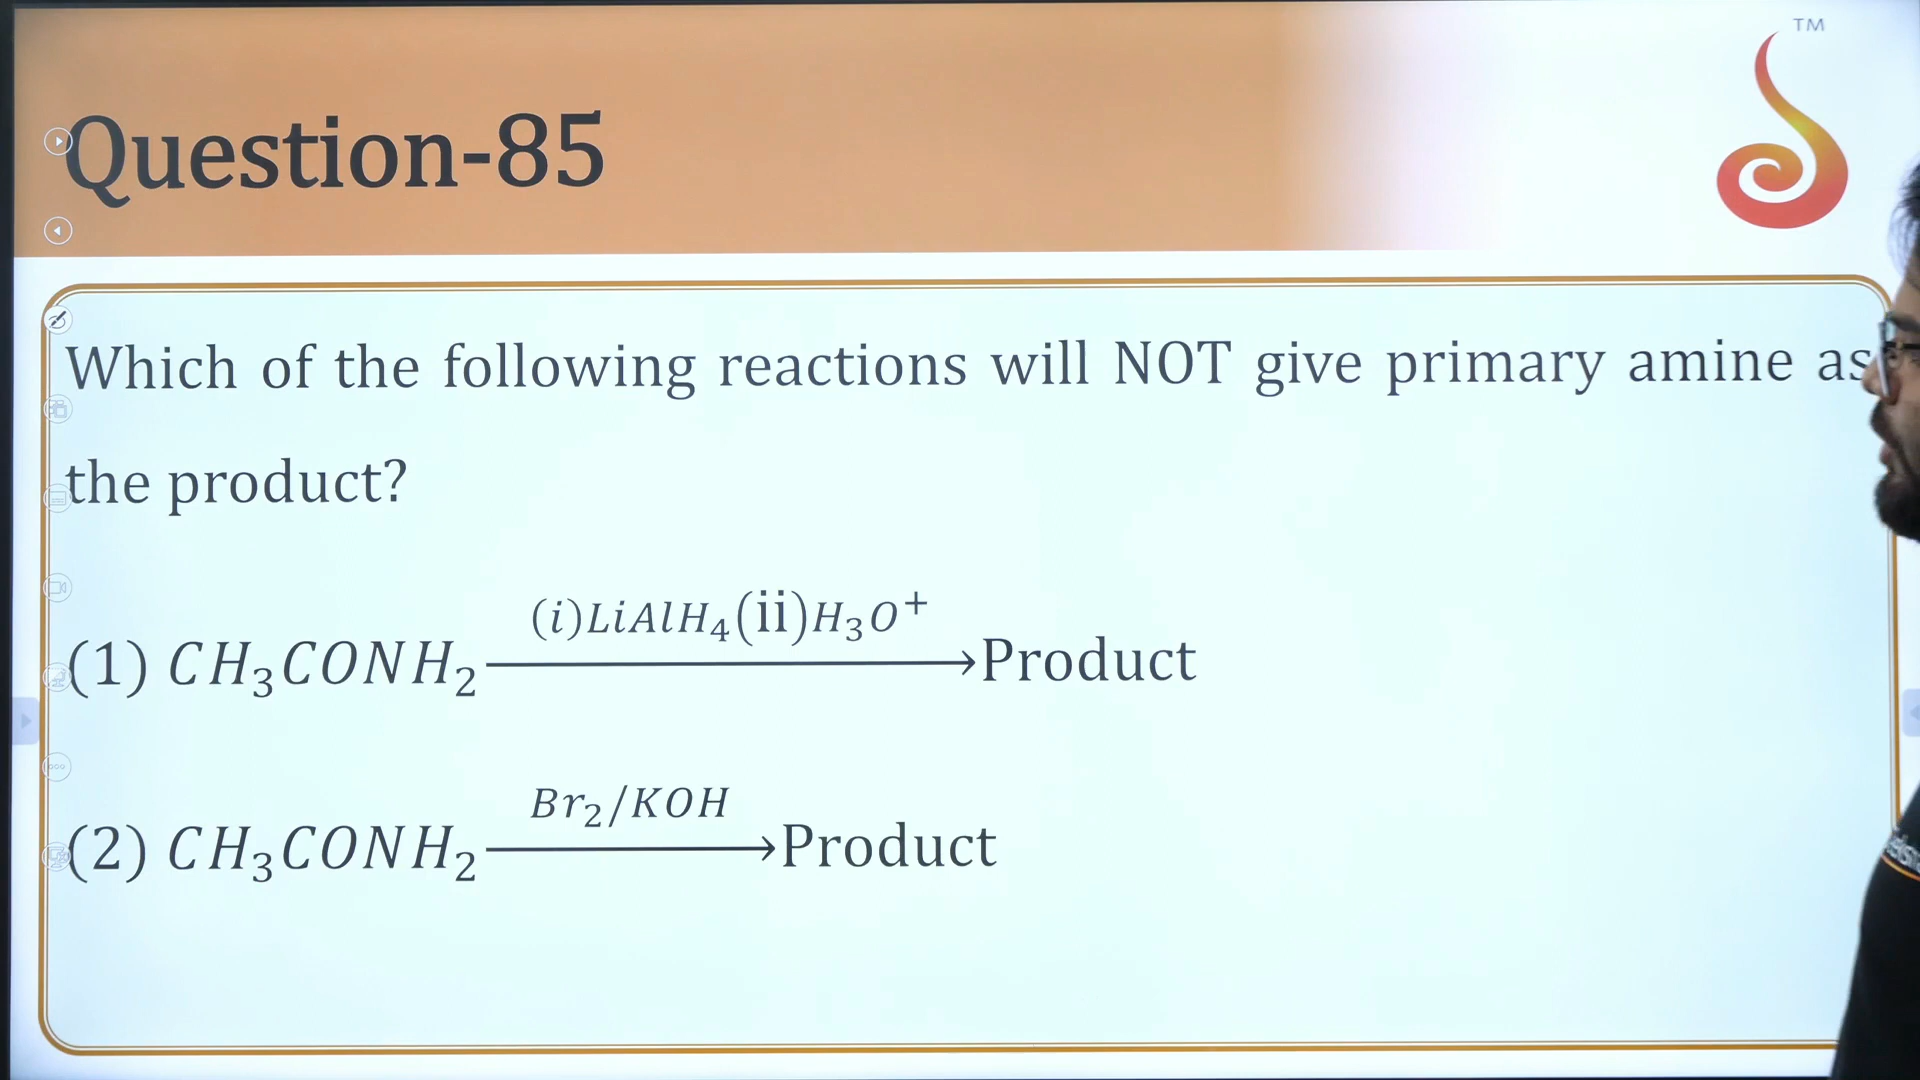 TM
Question-85
Which of the following reactions will NOT give primary amine as
the product?
(i)LiAlH₄(ii)H₃O⁺
(1) CH₃CONH₂⟶Product
Br₂/KOH
(2) CH₃CONH₂⟶Product